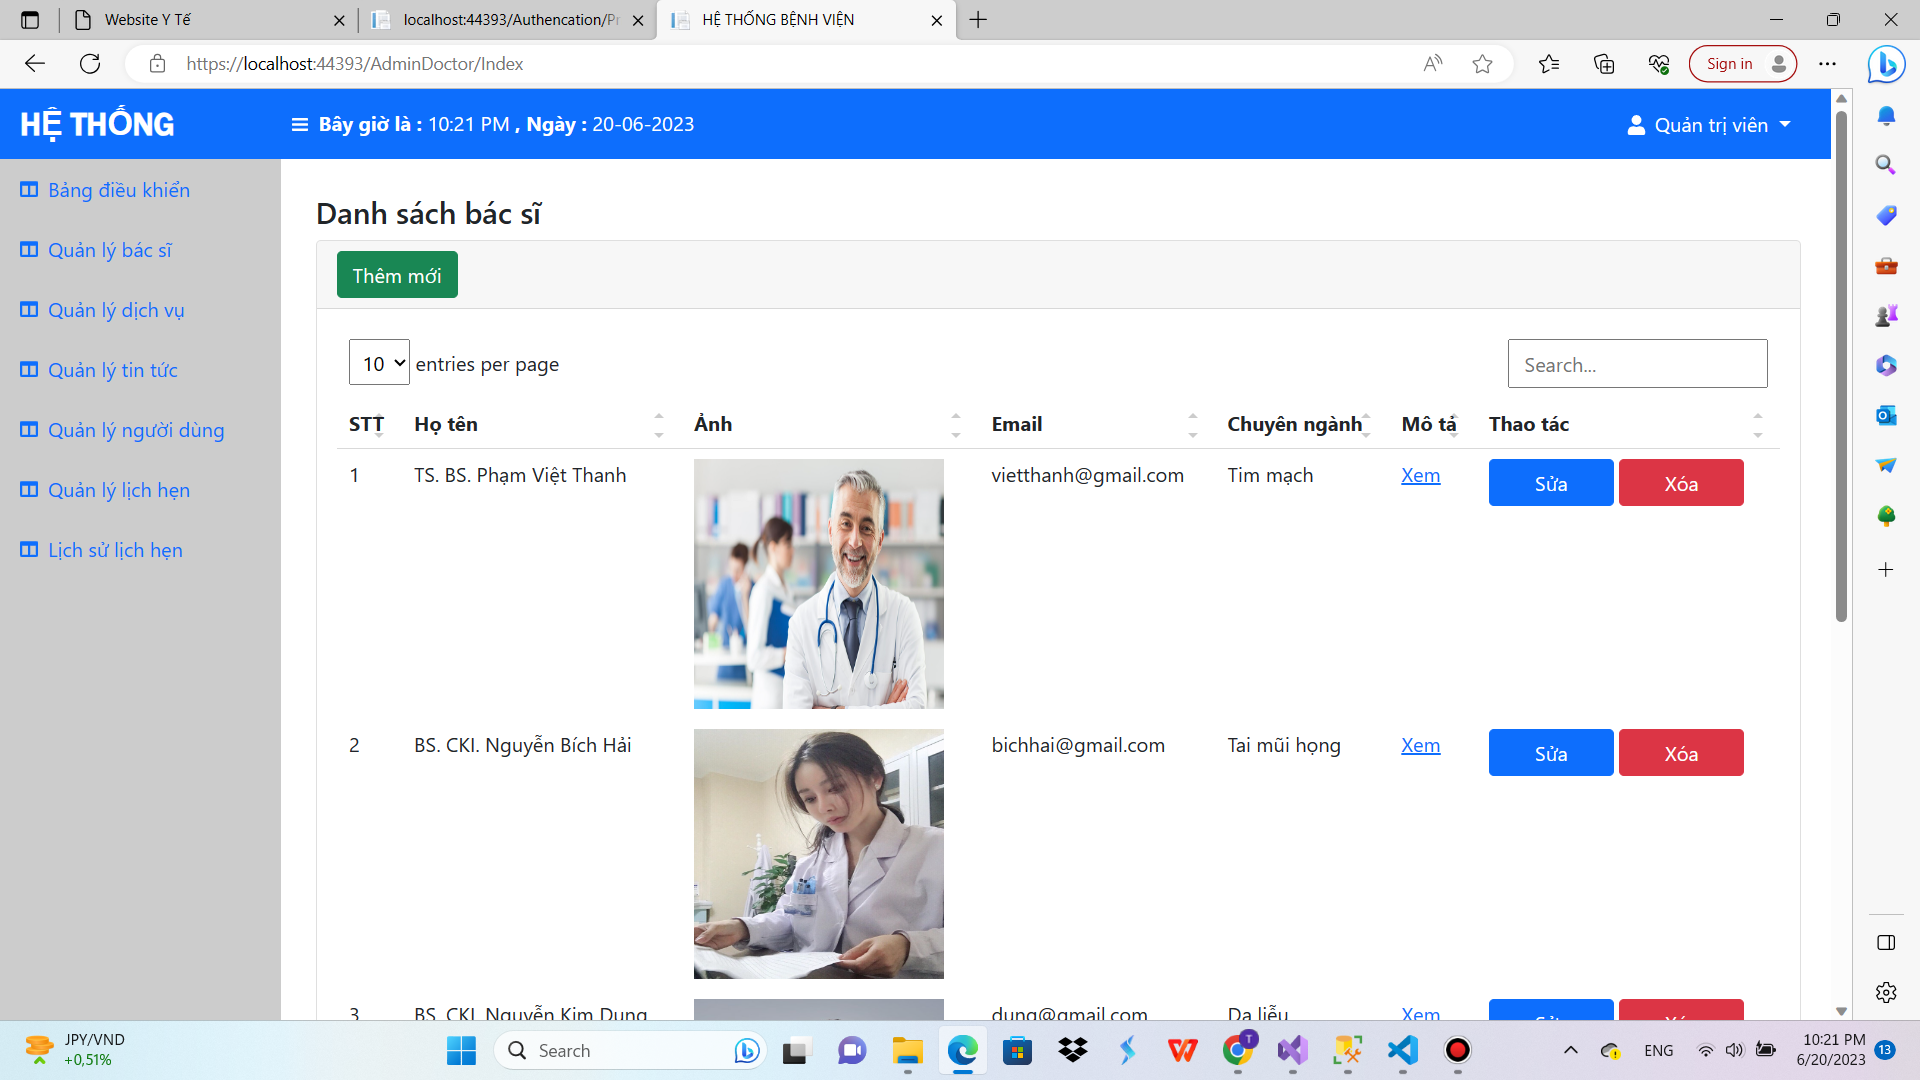 Website Y Tế
localhost:44393/Authencation/Pr
HỆ THỐNG BỆNH VIỆN
https://localhost:44393/AdminDoctor/Index
Sign in
HỆ THỐNG
Bây giờ là : 10:21 PM , Ngày : 20-06-2023
Quản trị viên
Bảng điều khiển
Quản lý bác sĩ
Quản lý dịch vụ
Quản lý tin tức
Quản lý người dùng
Quản lý lịch hẹn
Lịch sử lịch hẹn
Danh sách bác sĩ
Thêm mới
10 entries per page
Search...
STT Họ tên Ảnh Email Chuyên ngành Mô tả Thao tác
1 TS. BS. Phạm Việt Thanh vietthanh@gmail.com Tim mạch Xem Sửa Xóa
2 BS. CKI. Nguyễn Bích Hải bichhai@gmail.com Tai mũi họng Xem Sửa Xóa
3 BS. CKI. Nguyễn Kim Dung dung@gmail.com Da liễu Xem Sửa Xóa
JPY/VND
+0,51%
Search
T
ENG
10:21 PM
6/20/2023
13